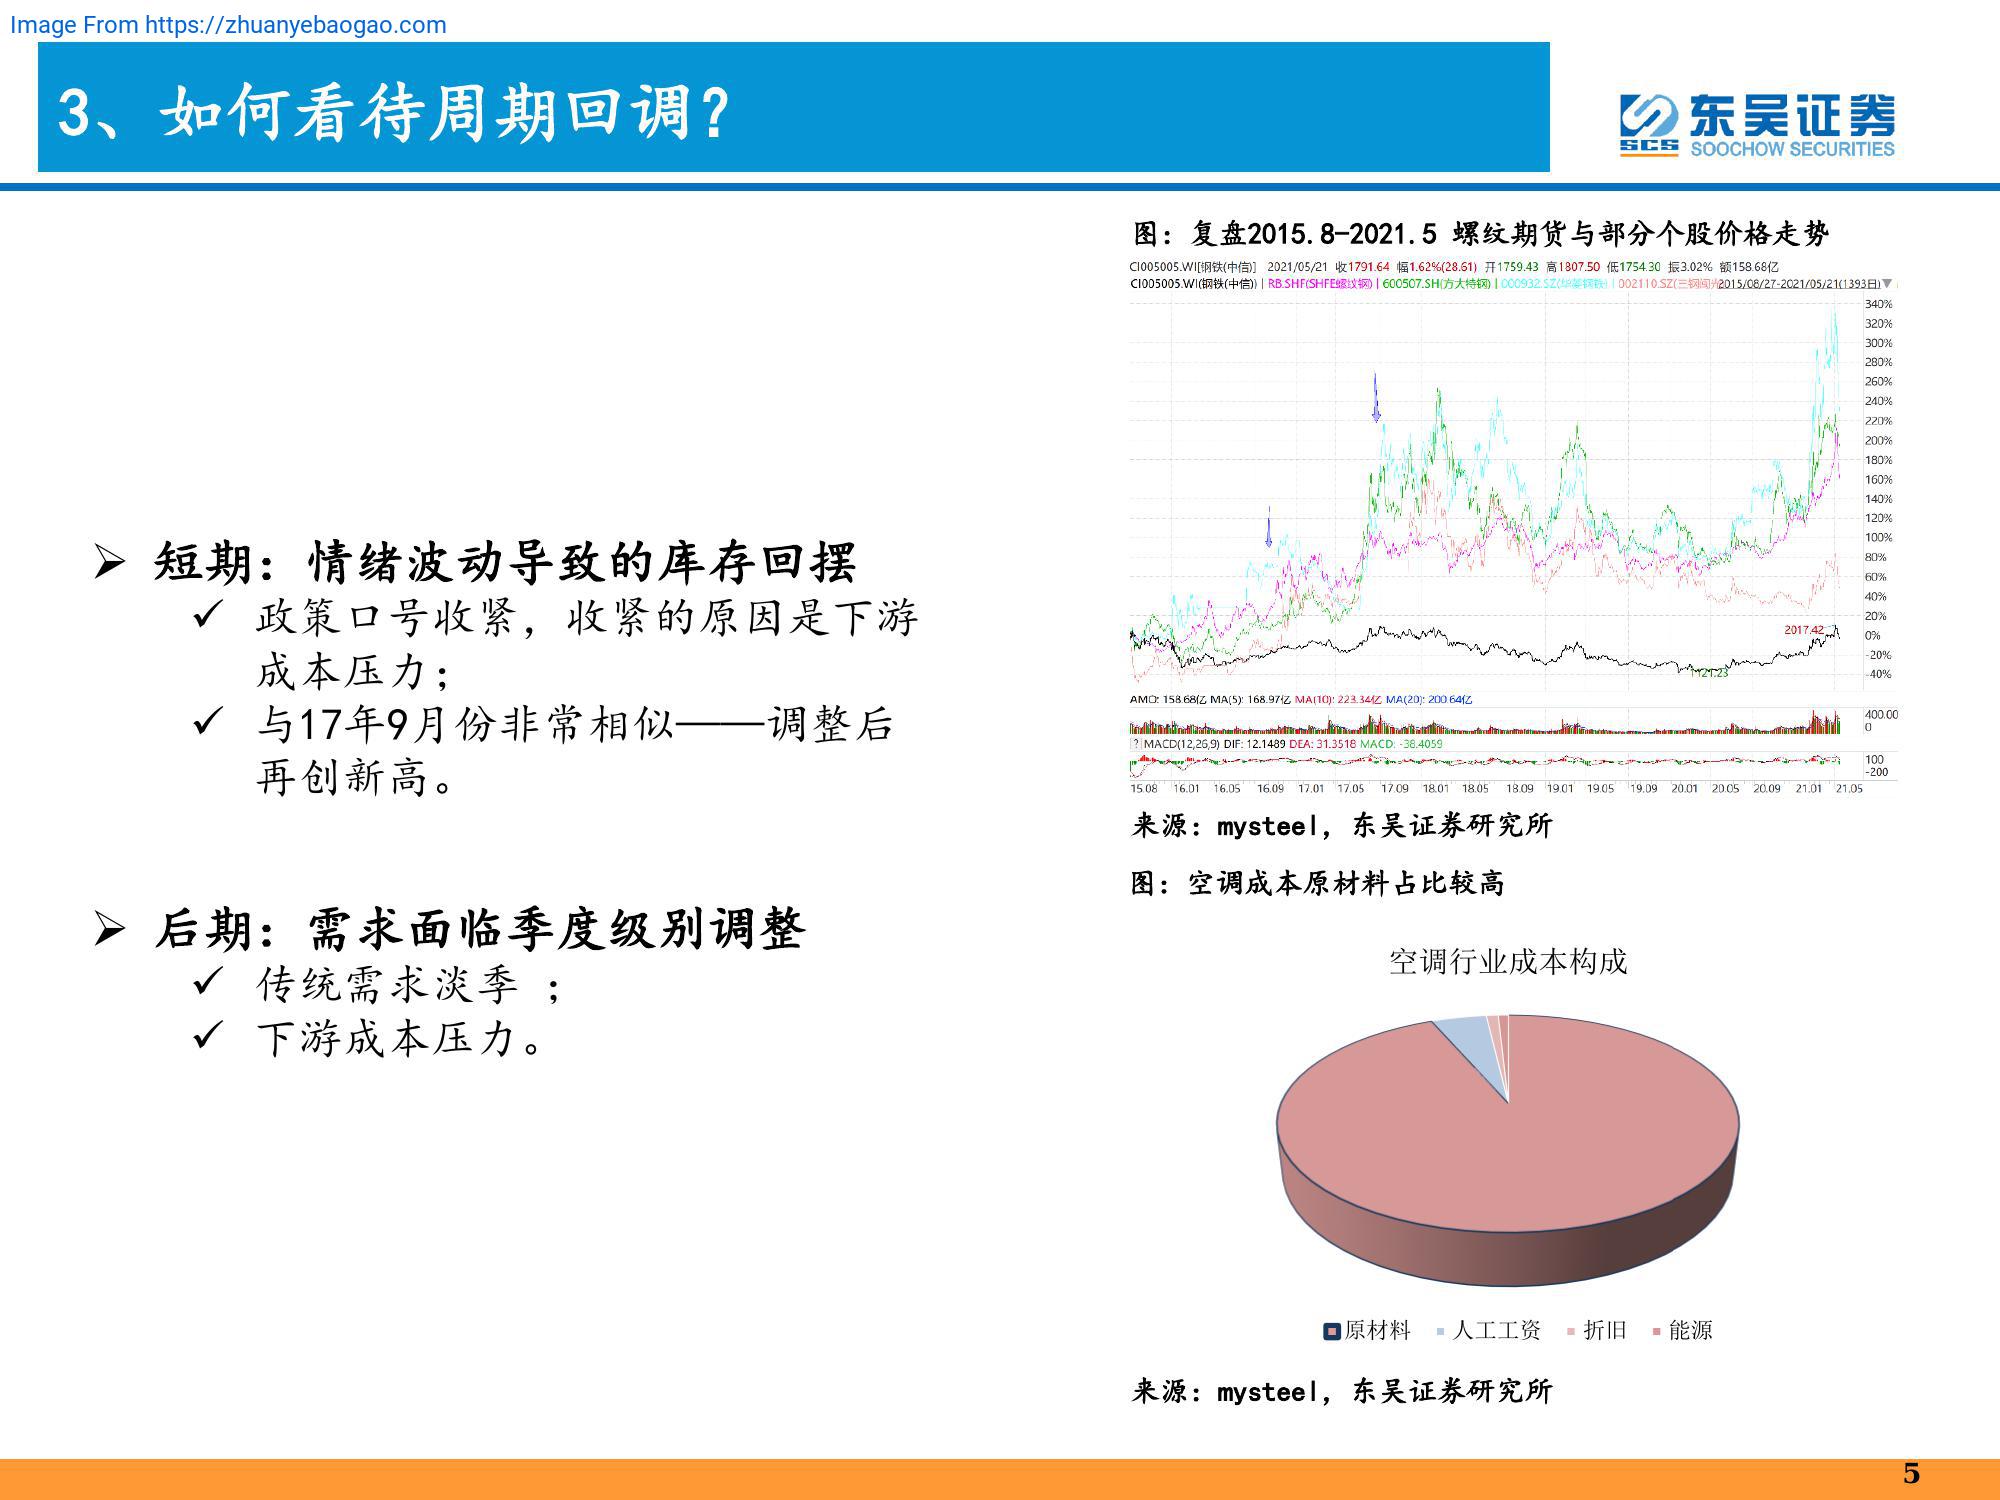 Image From https://zhuanyebaogao.com
3、如何看待周期回调?
SCS 东吴证券
SOOCHOW SECURITIES
➢ 短期：情绪波动导致的库存回摆
✓ 政策口号收紧，收紧的原因是下游
成本压力；
✓ 与17年9月份非常相似——调整后
再创新高。
➢ 后期：需求面临季度级别调整
✓ 传统需求淡季 ；
✓ 下游成本压力。
图：复盘2015.8-2021.5 螺纹期货与部分个股价格走势
CI005005.WI[钢铁(中信)] 2021/05/21 收1791.64 幅1.62%(28.61) 开1759.43 高1807.50 低1754.30 振3.02% 额158.68亿
CI005005.WI(钢铁(中信)) | RB.SHF(SHFE螺纹钢) | 600507.SH(方大特钢) | 000932.SZ(华菱钢铁) | 002110.SZ(三钢闽光 2015/08/27-2021/05/21(1393日)▼
340%
320%
300%
280%
260%
240%
220%
200%
180%
160%
140%
120%
100%
80%
60%
40%
20%
0%
-20%
-40%
2017.42
1121.23
AMO: 158.68亿 MA(5): 168.97亿 MA(10): 223.34亿 MA(20): 200.64亿
400.00
0
? MACD(12,26,9) DIF: 12.1489 DEA: 31.3518 MACD: -38.4059
100
-200
15.08 16.01 16.05 16.09 17.01 17.05 17.09 18.01 18.05 18.09 19.01 19.05 19.09 20.01 20.05 20.09 21.01 21.05
来源：mysteel，东吴证券研究所
图：空调成本原材料占比较高
空调行业成本构成
原材料 人工工资 折旧 能源
来源：mysteel，东吴证券研究所
5